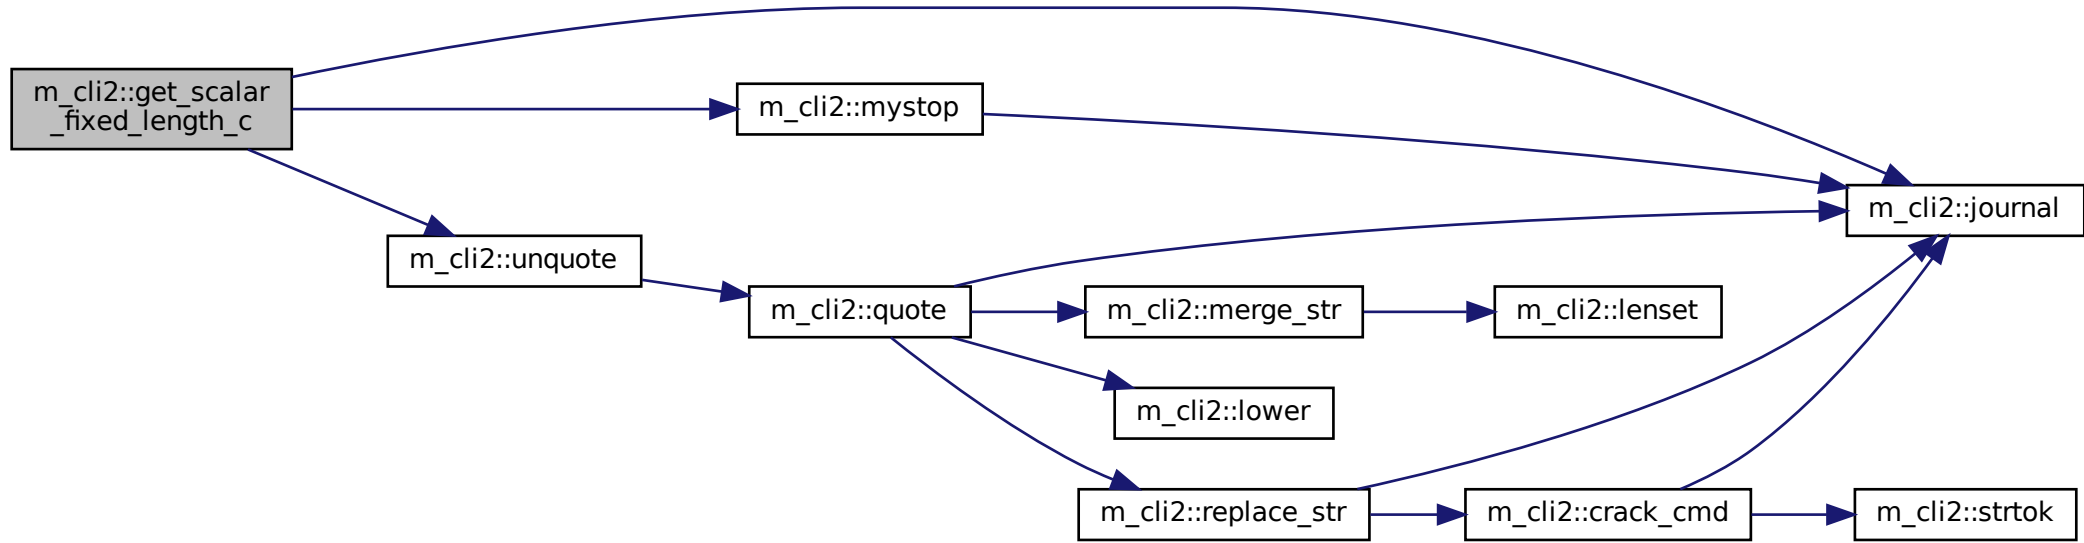 m_cli2::get_scalar
_fixed_length_c
m_cli2::mystop
m_cli2::journal
m_cli2::unquote
m_cli2::quote
m_cli2::merge_str
m_cli2::lenset
m_cli2::lower
m_cli2::replace_str
m_cli2::crack_cmd
m_cli2::strtok